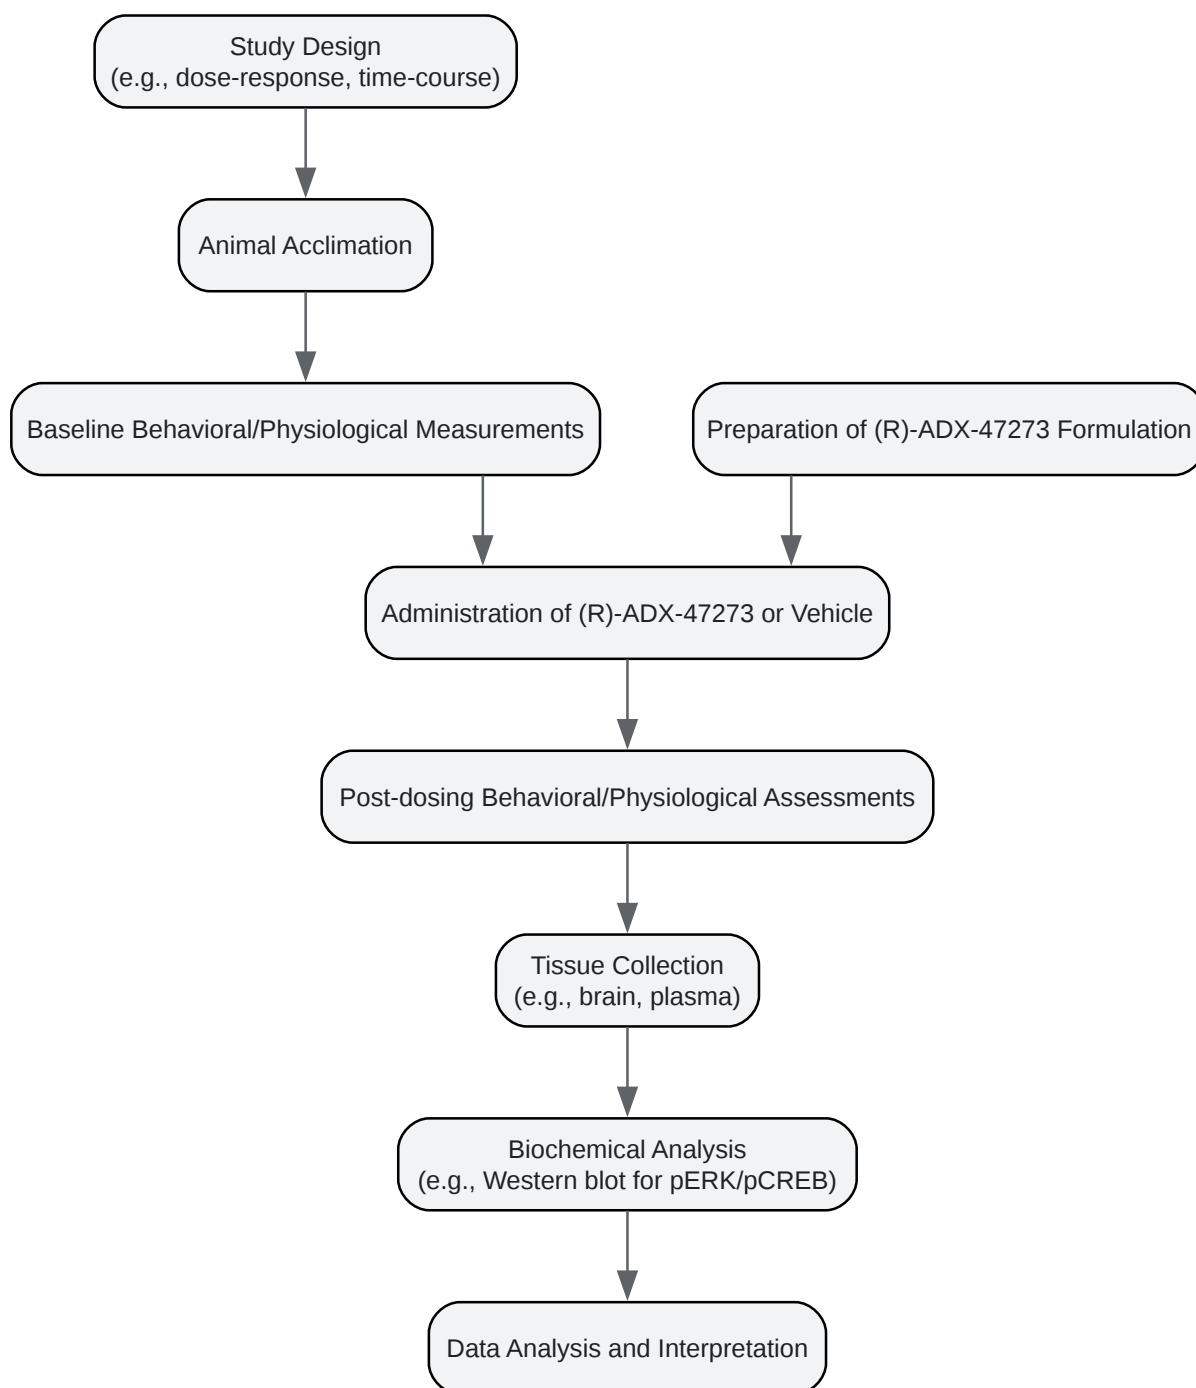 Study Design
(e.g., dose-response, time-course)
Animal Acclimation
Baseline Behavioral/Physiological Measurements
Preparation of (R)-ADX-47273 Formulation
Administration of (R)-ADX-47273 or Vehicle
Post-dosing Behavioral/Physiological Assessments
Tissue Collection
(e.g., brain, plasma)
Biochemical Analysis
(e.g., Western blot for pERK/pCREB)
Data Analysis and Interpretation